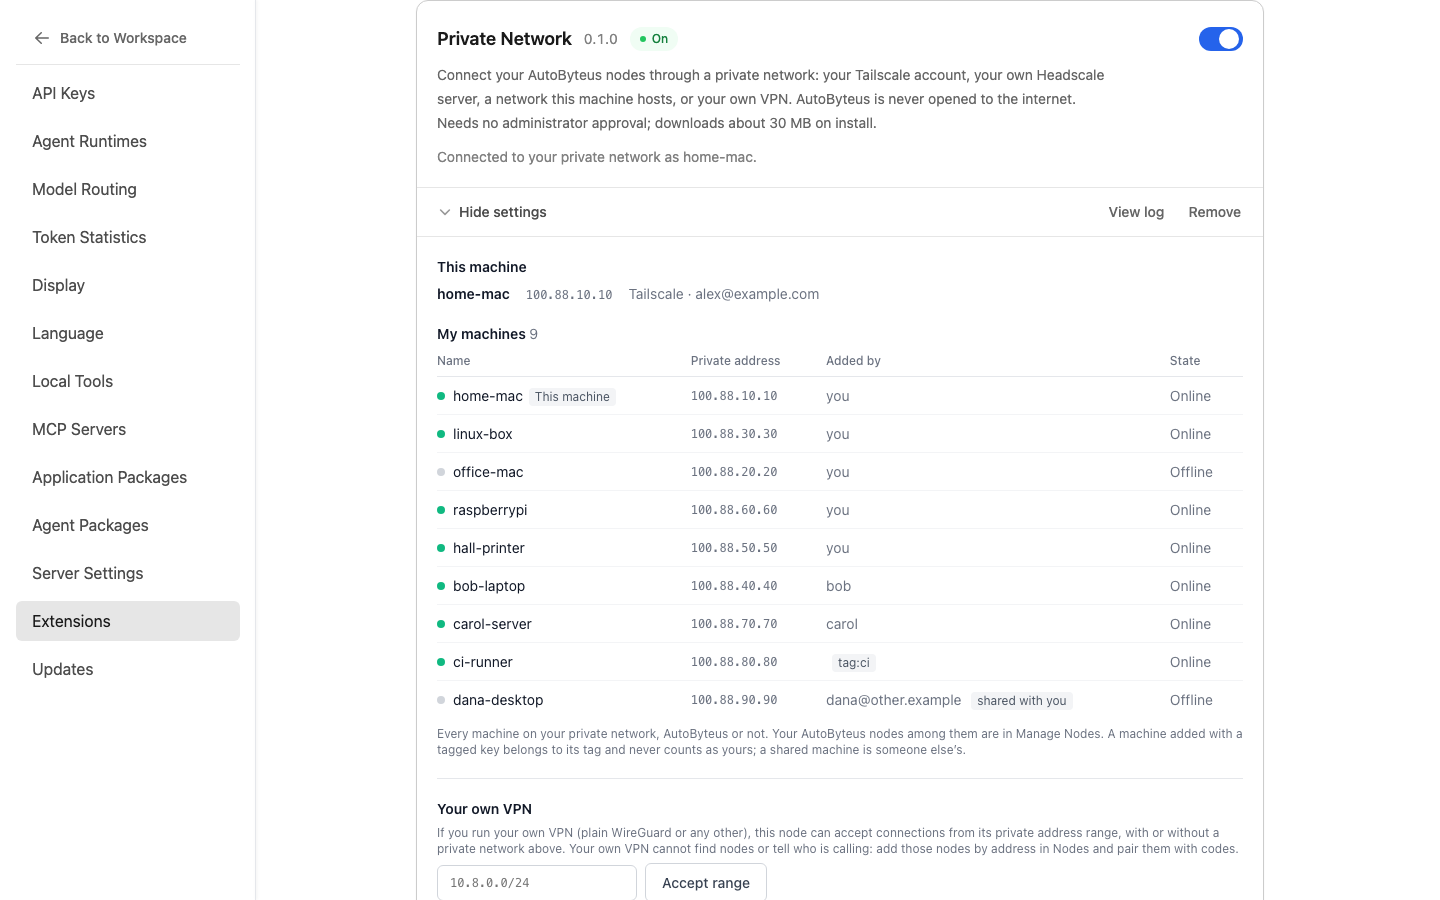 Back to Workspace
API Keys
Agent Runtimes
Model Routing
Token Statistics
Display
Language
Local Tools
MCP Servers
Application Packages
Agent Packages
Server Settings
Extensions
Updates
Private Network 0.1.0 On
Connect your AutoByteus nodes through a private network: your Tailscale account, your own Headscale
server, a network this machine hosts, or your own VPN. AutoByteus is never opened to the internet.
Needs no administrator approval; downloads about 30 MB on install.
Connected to your private network as home-mac.
Hide settings View log Remove
This machine
home-mac 100.88.10.10 Tailscale · alex@example.com
My machines 9
Name Private address Added by State
home-mac This machine 100.88.10.10 you Online
linux-box 100.88.30.30 you Online
office-mac 100.88.20.20 you Offline
raspberrypi 100.88.60.60 you Online
hall-printer 100.88.50.50 you Online
bob-laptop 100.88.40.40 bob Online
carol-server 100.88.70.70 carol Online
ci-runner 100.88.80.80 tag:ci Online
dana-desktop 100.88.90.90 dana@other.example shared with you Offline
Every machine on your private network, AutoByteus or not. Your AutoByteus nodes among them are in Manage Nodes. A machine added with a
tagged key belongs to its tag and never counts as yours; a shared machine is someone else's.
Your own VPN
If you run your own VPN (plain WireGuard or any other), this node can accept connections from its private address range, with or without a
private network above. Your own VPN cannot find nodes or tell who is calling: add those nodes by address in Nodes and pair them with codes.
10.8.0.0/24 Accept range